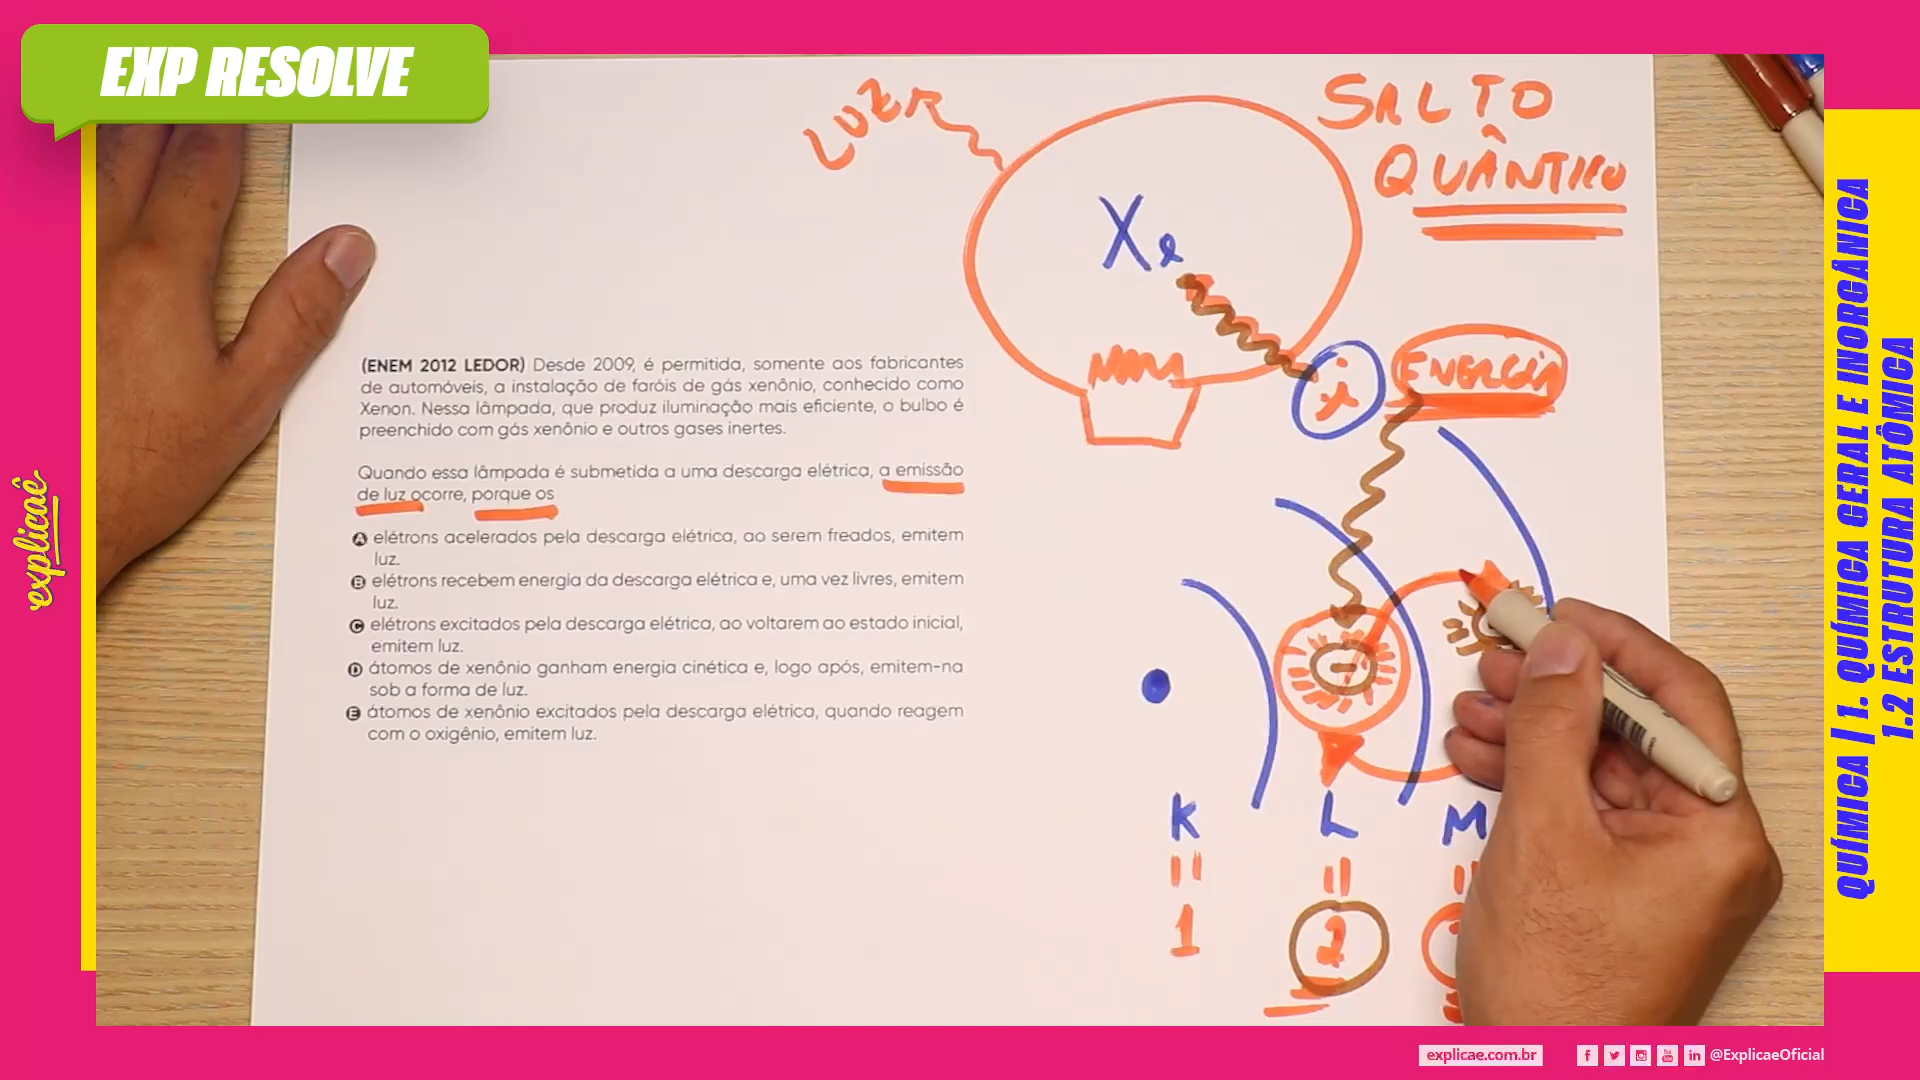 EXP RESOLVE
LUZ
SALTO
QUÂNTICO
Xe
i
ENERGIA
(ENEM 2012 LEDOR) Desde 2009, é permitida, somente aos fabricantes
de automóveis, a instalação de faróis de gás xenônio, conhecido como
Xenon. Nessa lâmpada, que produz iluminação mais eficiente, o bulbo é
preenchido com gás xenônio e outros gases inertes.
Quando essa lâmpada é submetida a uma descarga elétrica, a emissão
de luz ocorre, porque os
A elétrons acelerados pela descarga elétrica, ao serem freados, emitem
luz.
B elétrons recebem energia da descarga elétrica e, uma vez livres, emitem
luz.
C elétrons excitados pela descarga elétrica, ao voltarem ao estado inicial,
emitem luz.
D átomos de xenônio ganham energia cinética e, logo após, emitem-na
sob a forma de luz.
E átomos de xenônio excitados pela descarga elétrica, quando reagem
com o oxigênio, emitem luz.
-
K L M
1 2
explicaê
QUÍMICA | 1. QUÍMICA GERAL E INORGÂNICA
1.2 ESTRUTURA ATÔMICA
explicae.com.br
@ExplicaeOficial